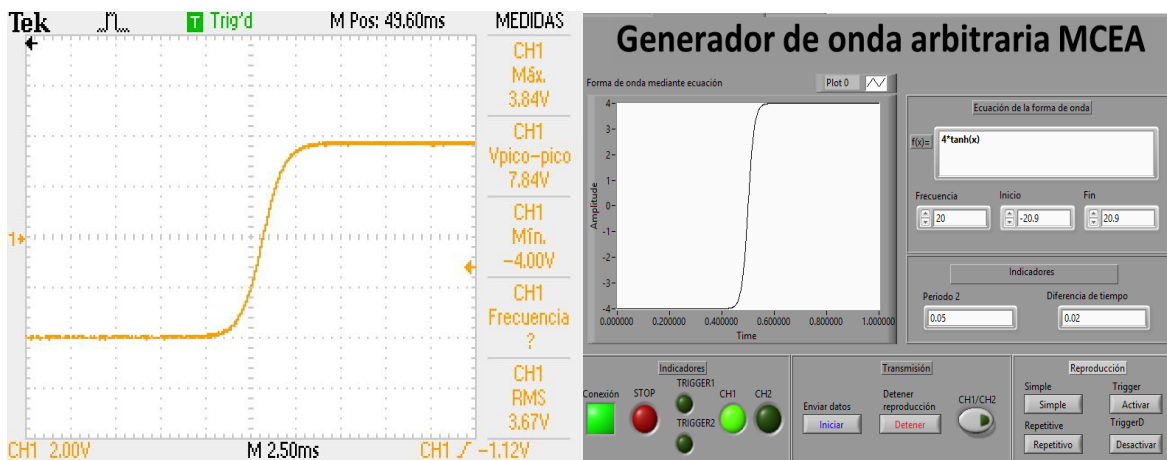 Tek
Trig'd
M Pos: 49.60ms
MEDIDAS
CH1
Máx.
3.84V
CH1
Vpico-pico
7.84V
CH1
Mín.
-4.00V
CH1
Frecuencia
?
CH1
RMS
3.67V
1
CH1 2.00V
M 2.50ms
CH1 -1.12V
Generador de onda arbitraria MCEA
Forma de onda mediante ecuación
Plot 0
4
3
2
1
0
-1
-2
-3
-4
Amplitude
0.000000 0.200000 0.400000 0.600000 0.800000 1.000000
Time
Ecuación de la forma de onda
f(x)= 4*tanh(x)
Frecuencia Inicio Fin
20 -20.9 20.9
Indicadores
Periodo 2 Diferencia de tiempo
0.05 0.02
Indicadores
Conexión STOP TRIGGER1 CH1 CH2
TRIGGER2
Transmisión
Enviar datos
Iniciar
Detener
reproducción
Detener
CH1/CH2
Reproducción
Simple Trigger
Simple Activar
Repetitive TriggerD
Repetitivo Desactivar